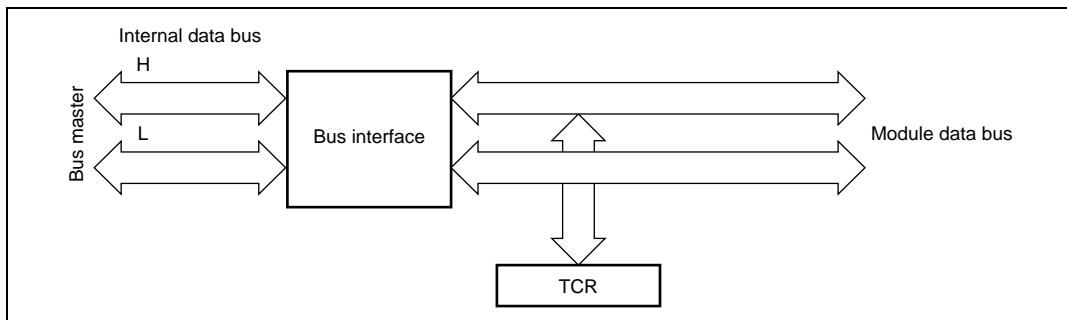 Internal data bus
H
Bus master
L
Bus interface
Module data bus
TCR